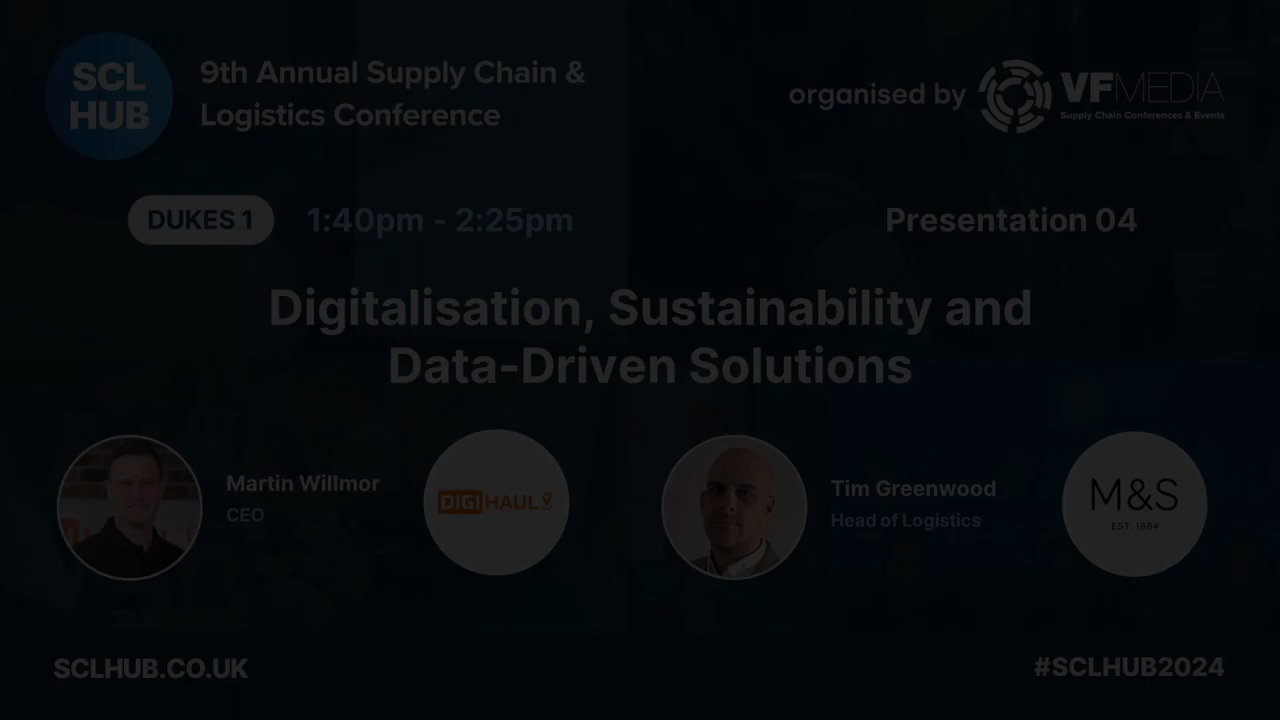 SCL
HUB
9th Annual Supply Chain &
Logistics Conference
organised by
VFMEDIA
Supply Chain Conferences & Events
DUKES 1
1:40pm - 2:25pm
Presentation 04
Digitalisation, Sustainability and
Data-Driven Solutions
Martin Willmor
CEO
DIGIHAUL
Tim Greenwood
Head of Logistics
M&S
EST. 1884
SCLHUB.CO.UK
#SCLHUB2024